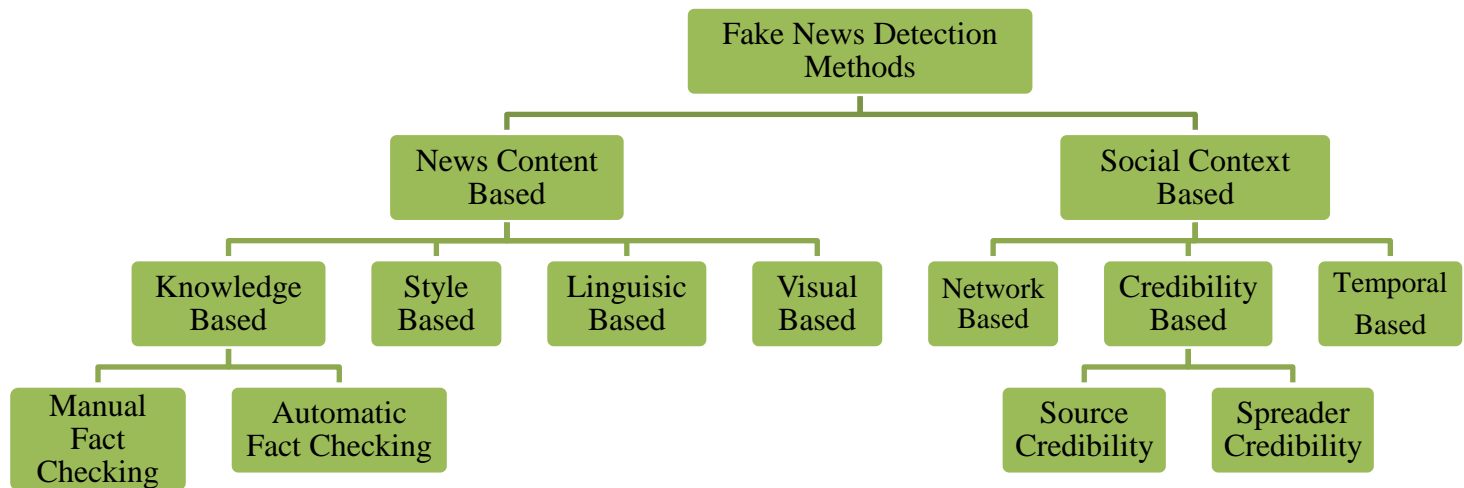 Fake News Detection
Methods
News Content
Based
Social Context
Based
Knowledge
Based
Style
Based
Linguisic
Based
Visual
Based
Network
Based
Credibility
Based
Temporal
Based
Manual
Fact
Checking
Automatic
Fact Checking
Source
Credibility
Spreader
Credibility